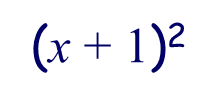 (x + 1)²